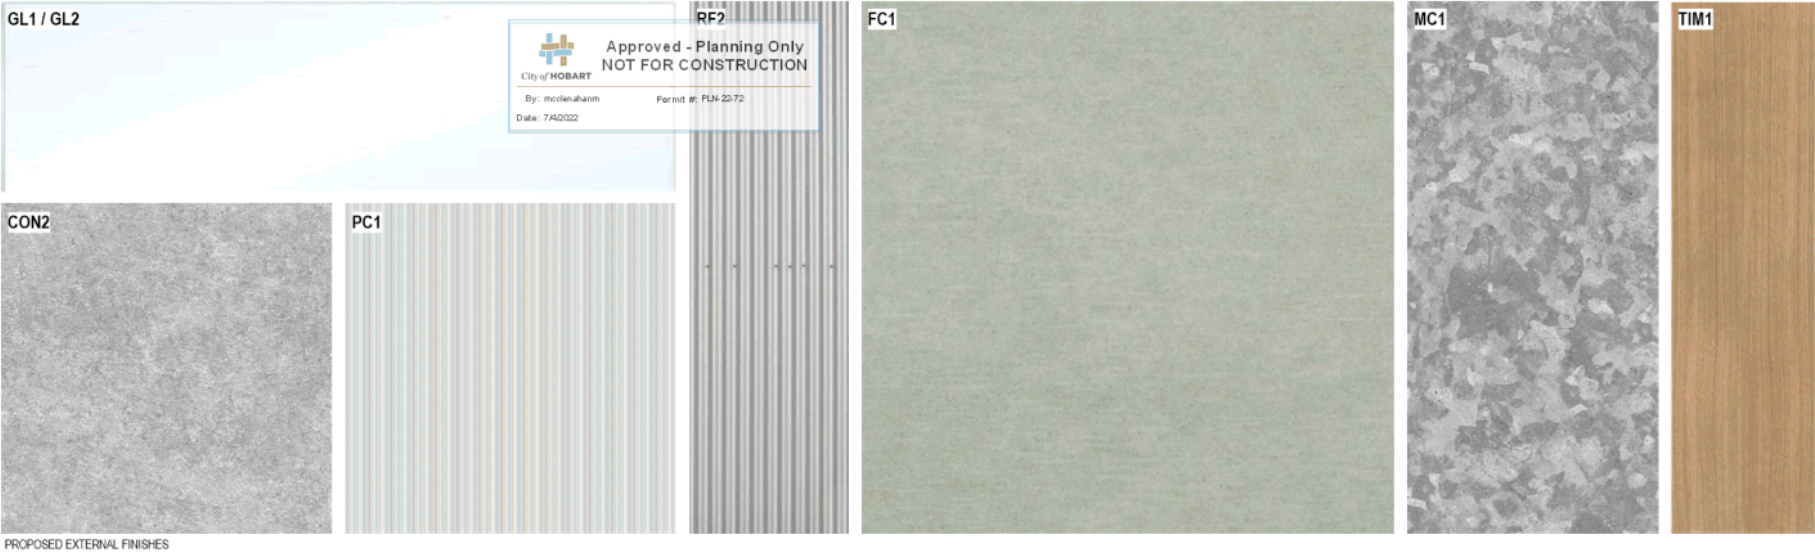 GL1 / GL2
RF2
FC1
MC1
TIM1
City of HOBART
Approved - Planning Only
NOT FOR CONSTRUCTION
By: mcclenahanm
Permit #: PLN-22-72
Date: 7/4/2022
CON2
PC1
PROPOSED EXTERNAL FINISHES